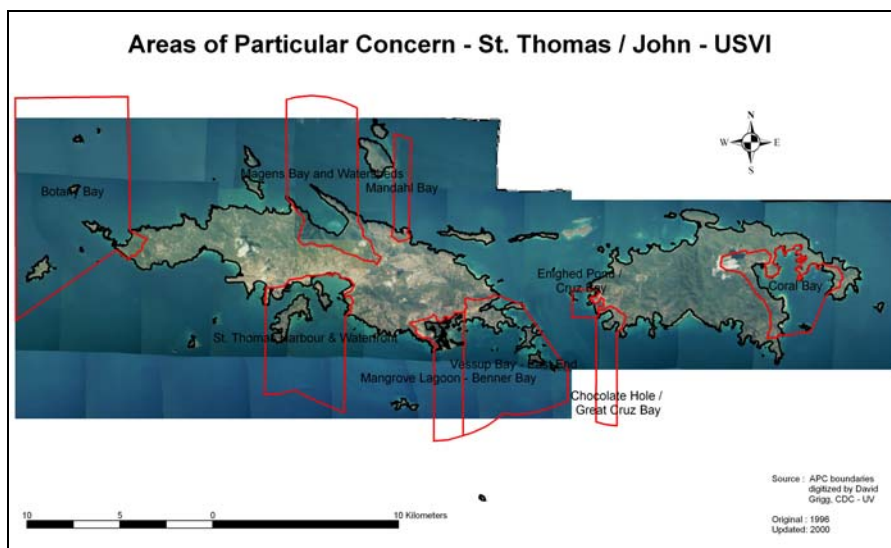 Areas of Particular Concern - St. Thomas / John - USVI
N
W
E
S
Magens Bay and Watersheds
Mandahl Bay
Botany Bay
Enighed Pond /
Cruz Bay
Coral Bay
St. Thomas Harbour & Waterfront
Vessup Bay - East End
Mangrove Lagoon - Benner Bay
Chocolate Hole /
Great Cruz Bay
Source : APC boundaries
digitized by David
Grigg, CDC - UV
Original : 1996
Updated : 2000
10 5 0 10 Kilometers